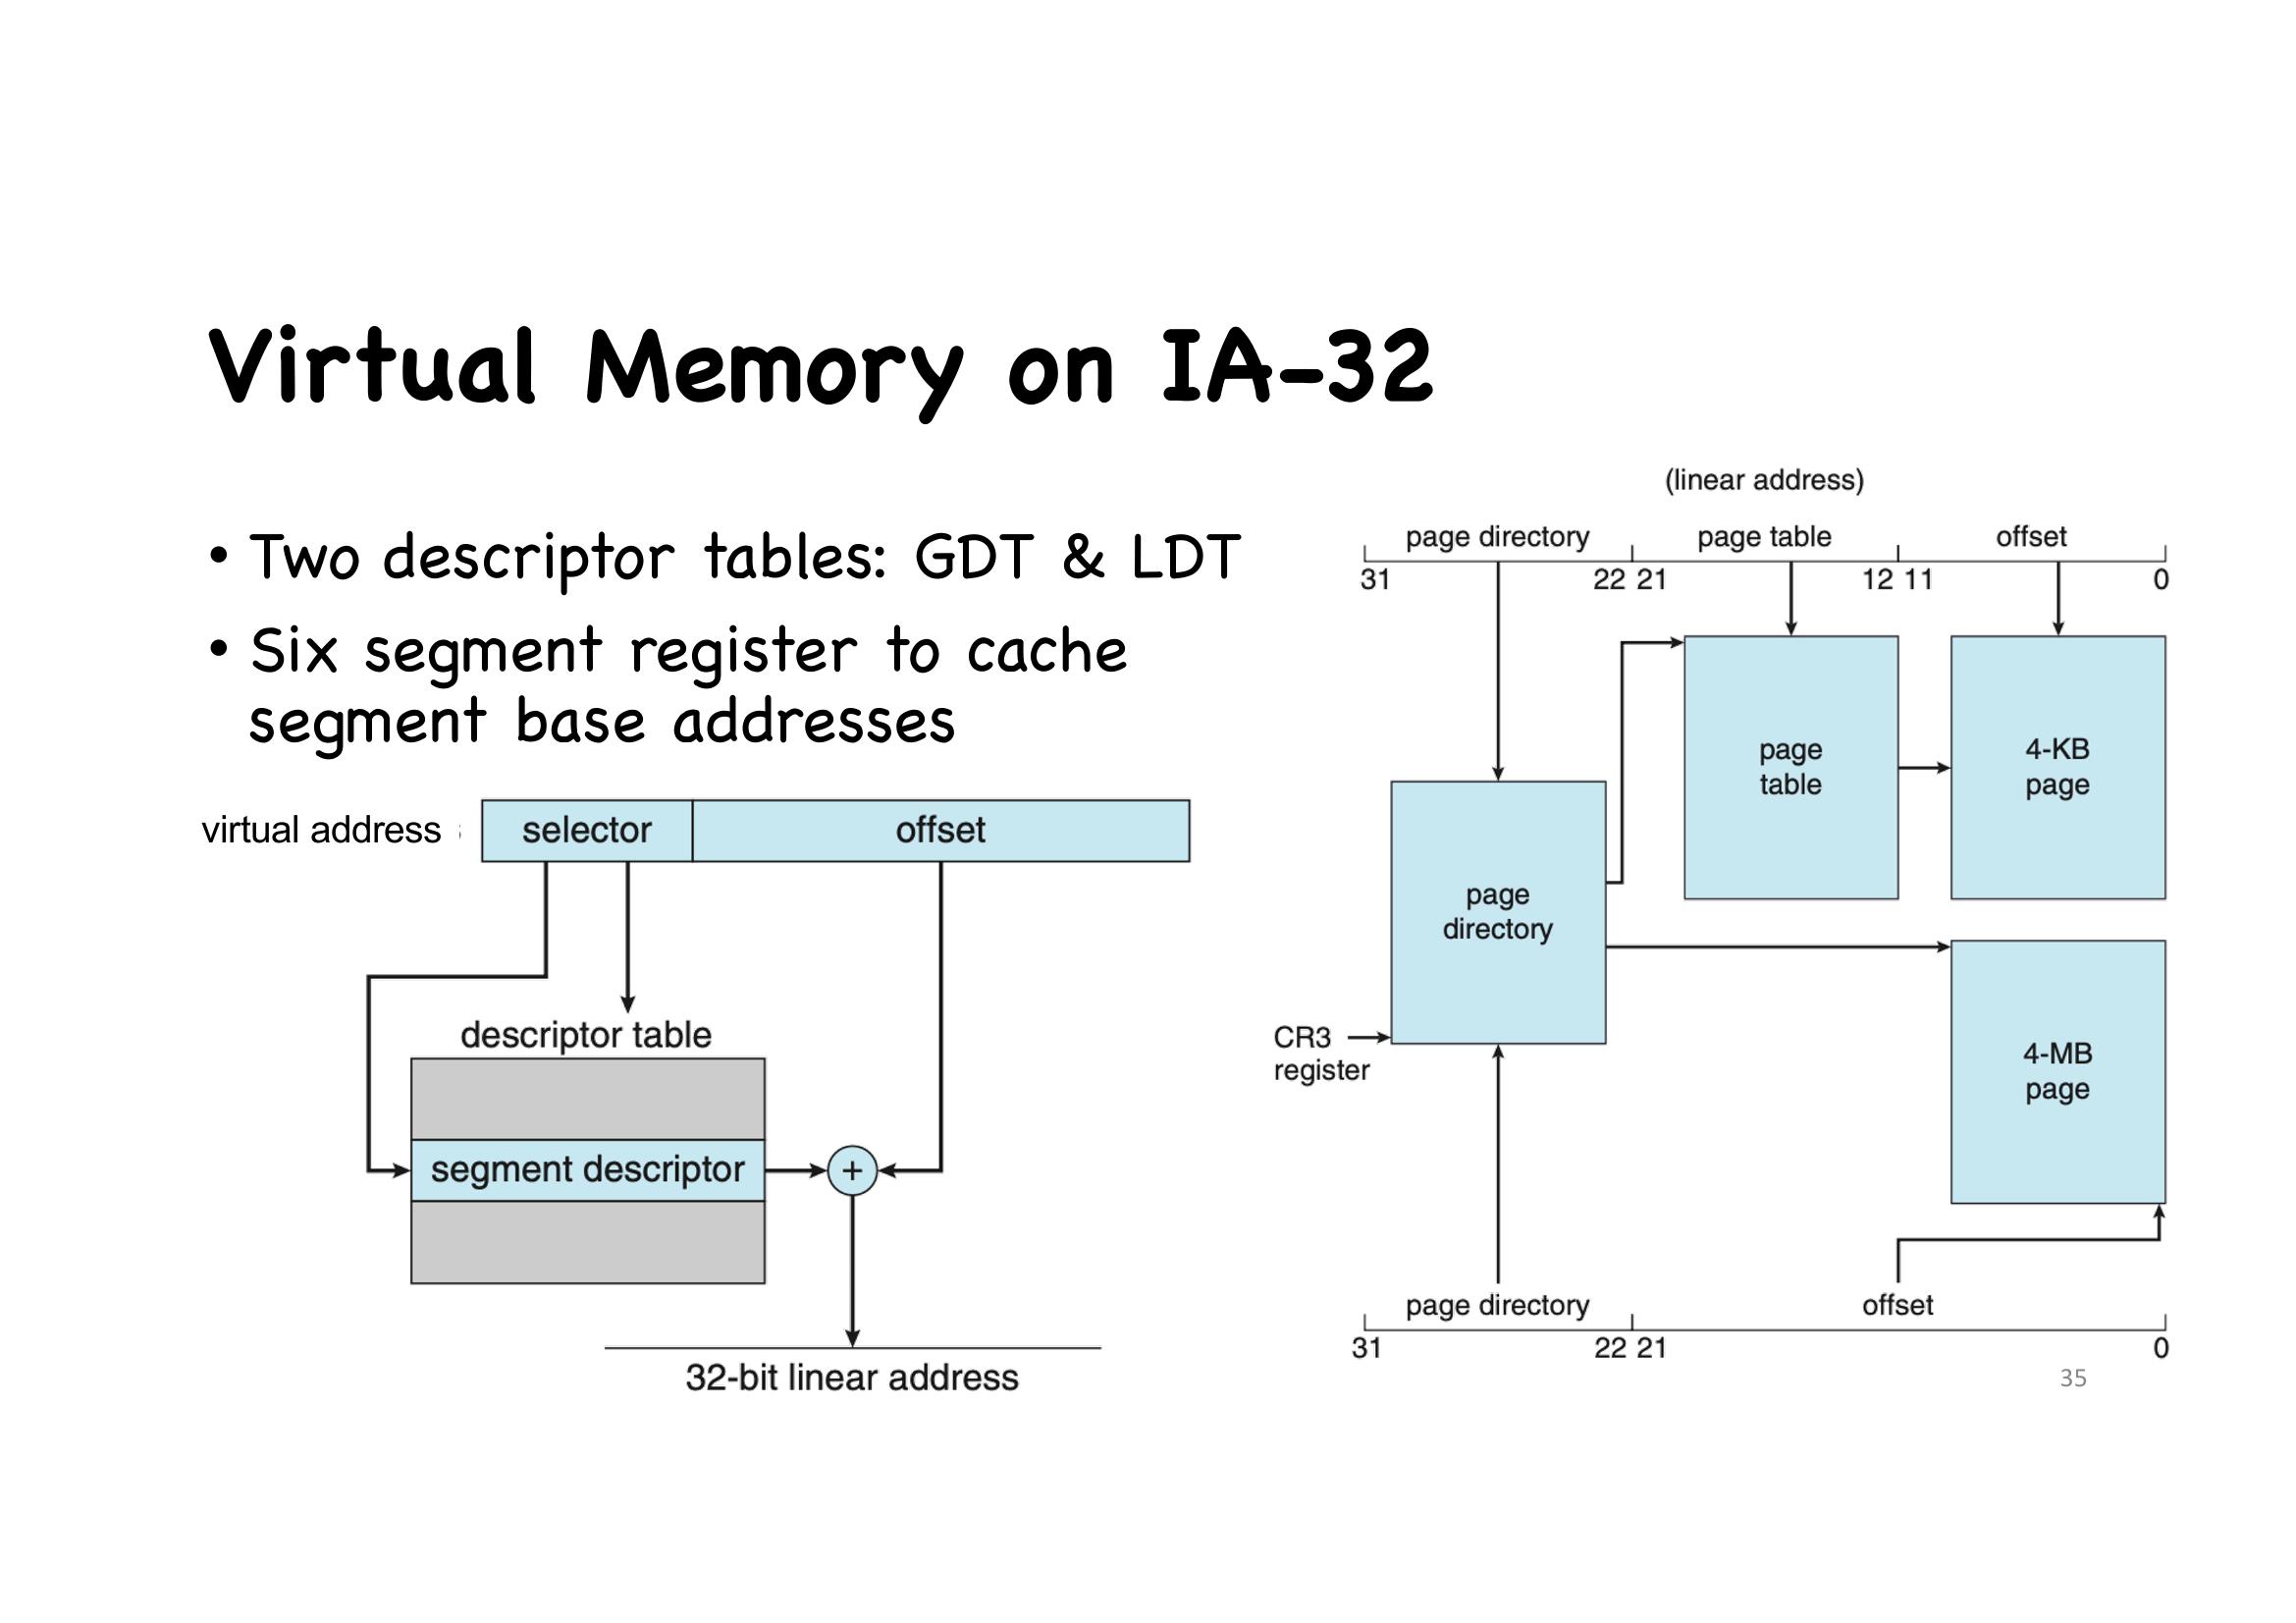 Virtual Memory on IA-32
• Two descriptor tables: GDT & LDT
• Six segment register to cache
segment base addresses
virtual address
selector
offset
descriptor table
segment descriptor
+
32-bit linear address
(linear address)
page directory page table offset
31 22 21 12 11 0
page
table
4-KB
page
page
directory
CR3
register
4-MB
page
page directory offset
31 22 21 0
35